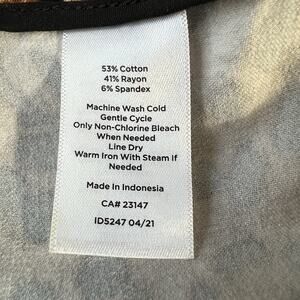 53% Cotton
41% Rayon
6% Spandex
Machine Wash Cold
Gentle Cycle
Only Non-Chlorine Bleach
When Needed
Line Dry
Warm Iron With Steam If
Needed
Made In Indonesia
CA# 23147
ID5247 04/21